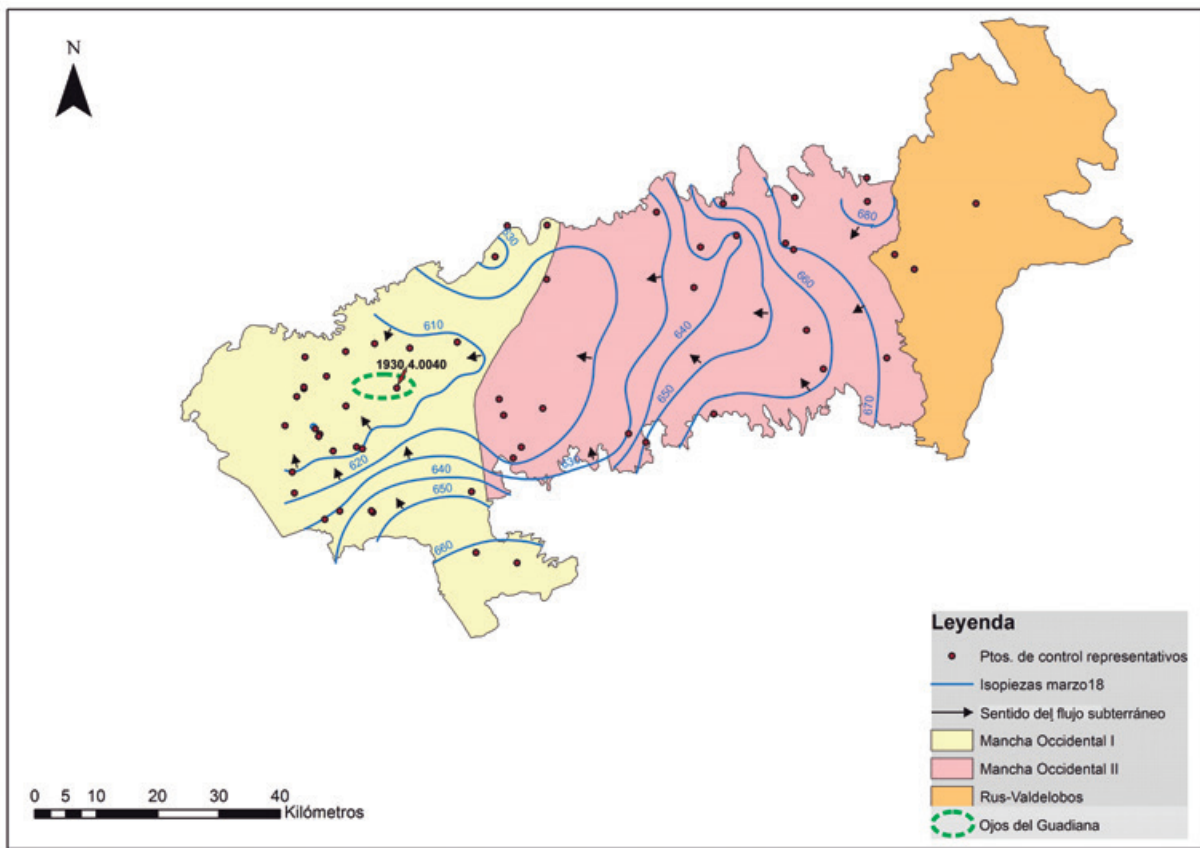 N
680
630
660
610
640
1930.4.0040
650
670
620
630
640
650
660
Leyenda
Ptos. de control representativos
Isopiezas marzo18
Sentido del flujo subterráneo
Mancha Occidental I
Mancha Occidental II
Rus-Valdelobos
Ojos del Guadiana
0 5 10 20 30 40
Kilómetros